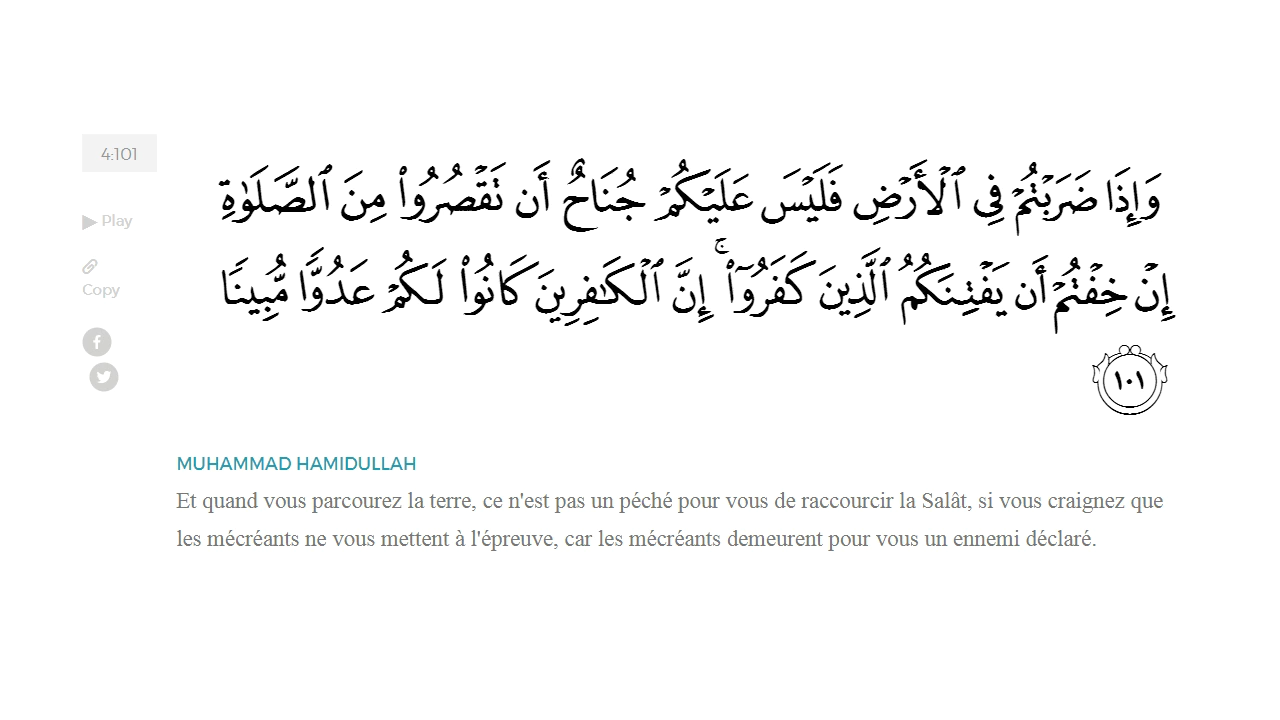 4:101
وَإِذَا ضَرَبْتُمْ فِى ٱلْأَرْضِ فَلَيْسَ عَلَيْكُمْ جُنَاحٌ أَن تَقْصُرُوا۟ مِنَ ٱلصَّلَوٰةِ
Play
إِنْ خِفْتُمْ أَن يَفْتِنَكُمُ ٱلَّذِينَ كَفَرُوٓا۟ ۚ إِنَّ ٱلْكَـٰفِرِينَ كَانُوا۟ لَكُمْ عَدُوًّا مُّبِينًا
Copy
١٠١
MUHAMMAD HAMIDULLAH
Et quand vous parcourez la terre, ce n'est pas un péché pour vous de raccourcir la Salât, si vous craignez que
les mécréants ne vous mettent à l'épreuve, car les mécréants demeurent pour vous un ennemi déclaré.